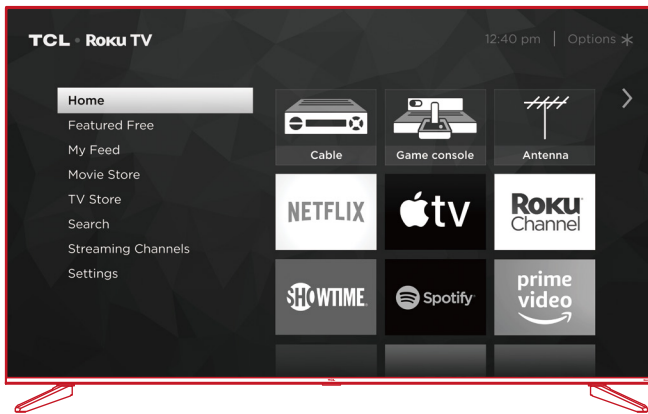 TCL • ROKU TV
12:40 pm | Options
Home
Featured Free
My Feed
Movie Store
TV Store
Search
Streaming Channels
Settings
Cable
Game console
Antenna
NETFLIX
tv
ROKU
Channel
SHOWTIME
Spotify
prime
video
TCL